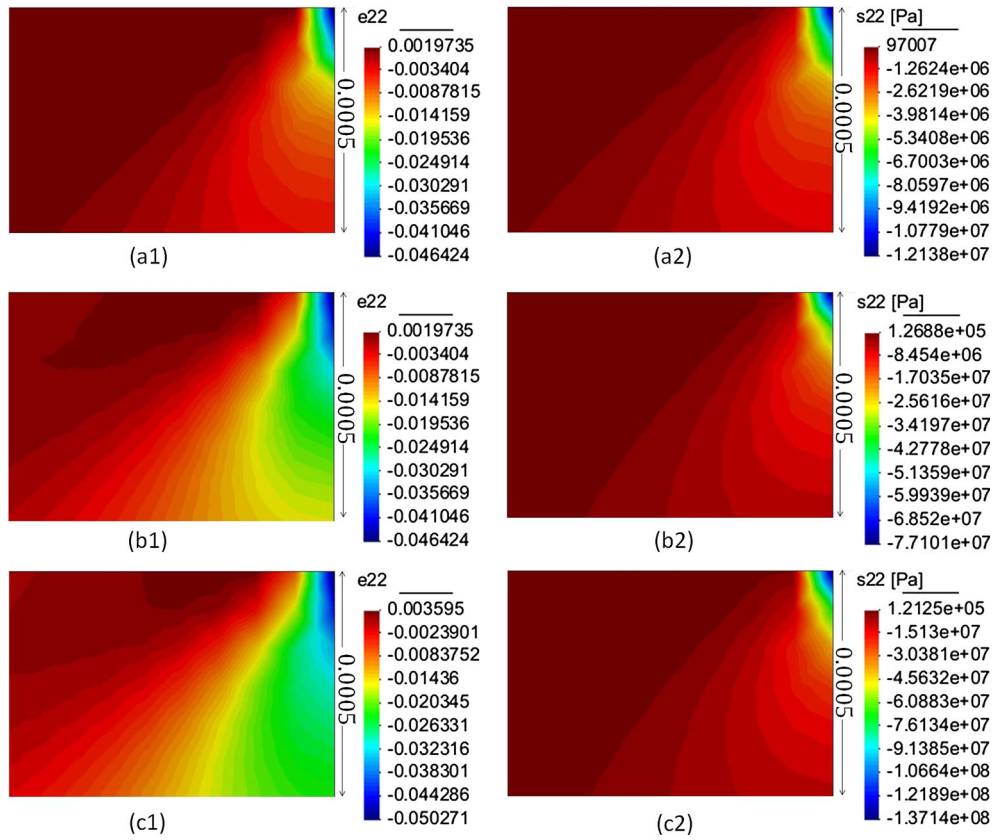 e22
0.0019735
-0.003404
-0.0087815
-0.014159
-0.019536
-0.024914
-0.030291
-0.035669
-0.041046
-0.046424
0.0005
(a1)
s22 [Pa]
97007
-1.2624e+06
-2.6219e+06
-3.9814e+06
-5.3408e+06
-6.7003e+06
-8.0597e+06
-9.4192e+06
-1.0779e+07
-1.2138e+07
0.0005
(a2)
e22
0.0019735
-0.003404
-0.0087815
-0.014159
-0.019536
-0.024914
-0.030291
-0.035669
-0.041046
-0.046424
0.0005
(b1)
s22 [Pa]
1.2688e+05
-8.454e+06
-1.7035e+07
-2.5616e+07
-3.4197e+07
-4.2778e+07
-5.1359e+07
-5.9939e+07
-6.852e+07
-7.7101e+07
0.0005
(b2)
e22
0.003595
-0.0023901
-0.0083752
-0.01436
-0.020345
-0.026331
-0.032316
-0.038301
-0.044286
-0.050271
0.0005
(c1)
s22 [Pa]
1.2125e+05
-1.513e+07
-3.0381e+07
-4.5632e+07
-6.0883e+07
-7.6134e+07
-9.1385e+07
-1.0664e+08
-1.2189e+08
-1.3714e+08
0.0005
(c2)